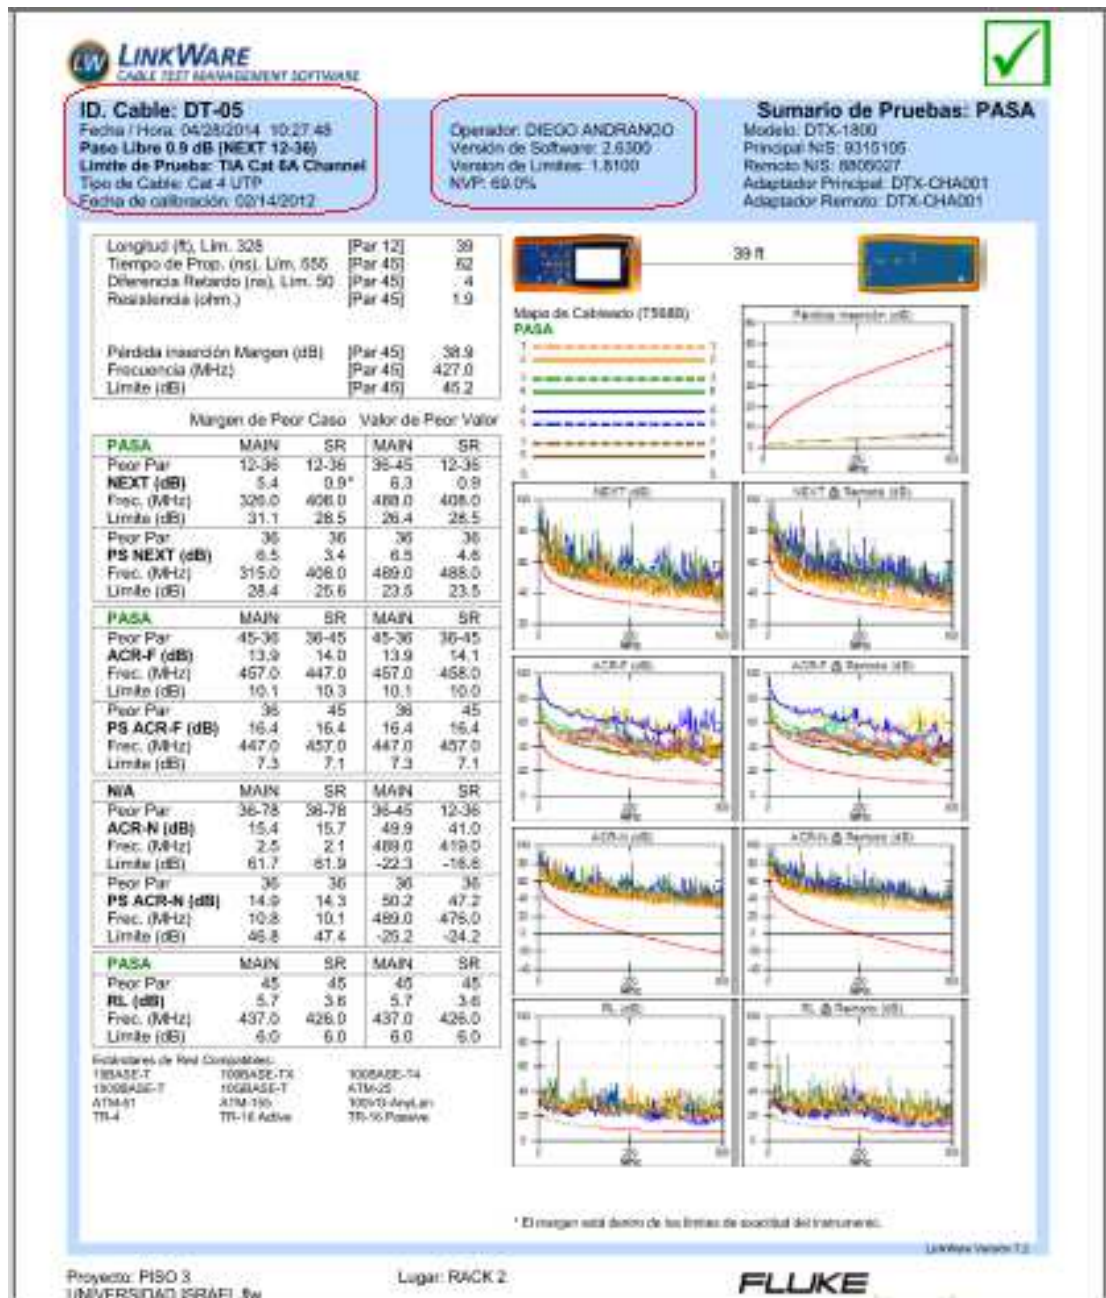 LINKWARE
CABLE TEST MANAGEMENT SOFTWARE
ID. Cable: DT-05
Fecha / Hora: 04/28/2014 10:27:48
Paso Libre 0.9 dB (NEXT 12-36)
Limite de Prueba: TIA Cat 6A Channel
Tipo de Cable: Cat 4 UTP
Fecha de calibración: 02/14/2012
Operador: DIEGO ANDRANGO
Versión de Software: 2.6300
Version de Limites: 1.8100
NVP: 69.0%
Sumario de Pruebas: PASA
Modelo: DTX-1800
Principal N/S: 9315105
Remoto N/S: 8806027
Adaptador Principal: DTX-CHA001
Adaptador Remoto: DTX-CHA001
Longitud (ft), Lím. 328 [Par 12] 39
Tiempo de Prop. (ns), Lím. 555 [Par 45] 62
Diferencia Retardo (ns), Lím. 50 [Par 45] 4
Resistencia (ohm.) [Par 45] 1.9
Pérdida inserción Margen (dB) [Par 45] 38.9
Frecuencia (MHz) [Par 45] 427.0
Límite (dB) [Par 45] 45.2
Margen de Peor Caso Valor de Peor Valor
PASA MAIN SR MAIN SR
Peor Par 12-36 12-36 36-45 12-36
NEXT (dB) 5.4 0.9* 6.3 0.9
Frec. (MHz) 326.0 408.0 488.0 408.0
Límite (dB) 31.1 28.5 26.4 28.5
Peor Par 36 36 36 36
PS NEXT (dB) 6.5 3.4 6.5 4.6
Frec. (MHz) 315.0 408.0 489.0 488.0
Límite (dB) 28.4 25.6 23.5 23.5
PASA MAIN SR MAIN SR
Peor Par 45-36 36-45 45-36 36-45
ACR-F (dB) 13.9 14.0 13.9 14.1
Frec. (MHz) 457.0 447.0 457.0 458.0
Límite (dB) 10.1 10.3 10.1 10.0
Peor Par 36 45 36 45
PS ACR-F (dB) 16.4 16.4 16.4 16.4
Frec. (MHz) 447.0 457.0 447.0 457.0
Límite (dB) 7.3 7.1 7.3 7.1
N/A MAIN SR MAIN SR
Peor Par 36-78 36-78 36-45 12-36
ACR-N (dB) 15.4 15.7 49.9 41.0
Frec. (MHz) 2.5 2.1 489.0 419.0
Límite (dB) 61.7 61.9 -22.3 -16.6
Peor Par 36 36 36 36
PS ACR-N (dB) 14.9 14.3 50.2 47.2
Frec. (MHz) 10.8 10.1 489.0 476.0
Límite (dB) 46.8 47.4 -25.2 -24.2
PASA MAIN SR MAIN SR
Peor Par 45 45 45 45
RL (dB) 5.7 3.6 5.7 3.6
Frec. (MHz) 437.0 426.0 437.0 426.0
Límite (dB) 6.0 6.0 6.0 6.0
Estándares de Red Compatibles:
10BASE-T 100BASE-TX 100BASE-T4
1000BASE-T 10GBASE-T ATM-25
ATM-51 ATM-155 100VG-AnyLan
TR-4 TR-16 Active TR-16 Passive
39 ft
Mapa de Cableado (T568B)
PASA
Pérdida inserción (dB)
MHz
NEXT (dB)
NEXT @ Remoto (dB)
ACR-F (dB)
ACR-F @ Remoto (dB)
ACR-N (dB)
ACR-N @ Remoto (dB)
RL (dB)
RL @ Remoto (dB)
* El margen está dentro de los límites de exactitud del instrumento.
LinkWare Versión 7.2
Proyecto: PISO 3
UNIVERSIDAD ISRAEL.flw
Lugar: RACK 2
FLUKE